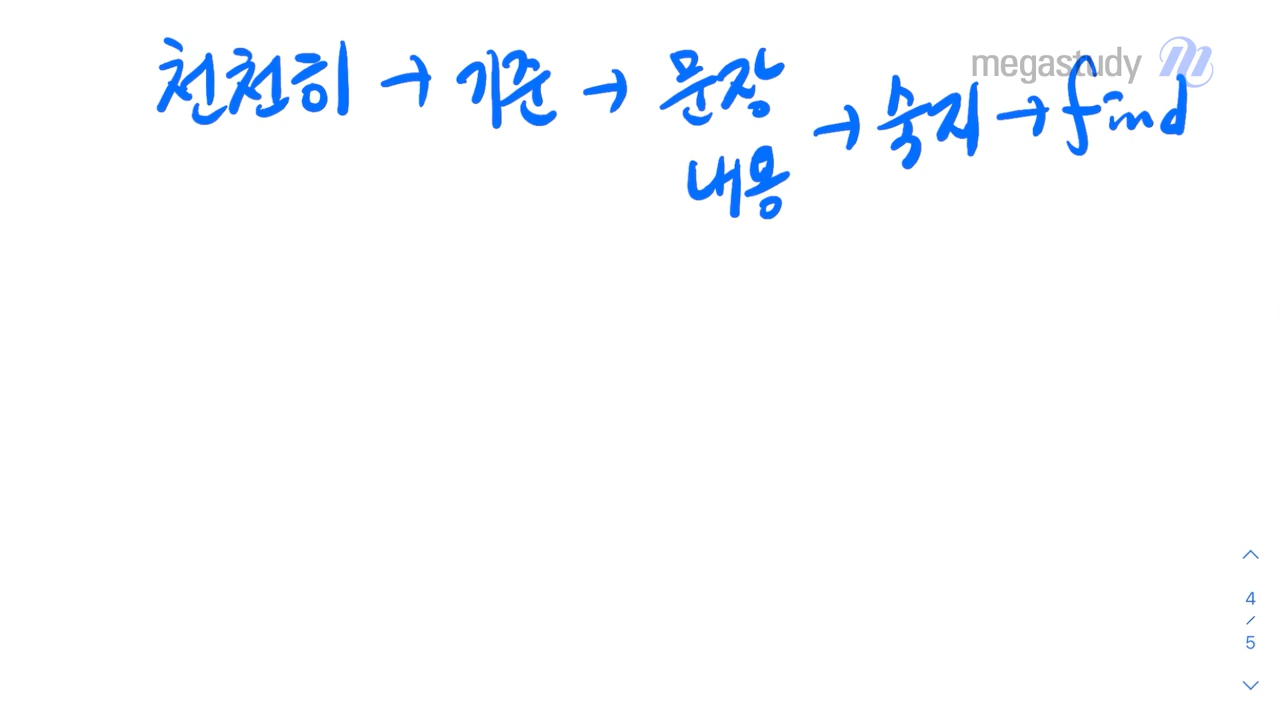 천천히 → 기준 → 문장 → 숙지 → find
내용
megastudy
4
/
5